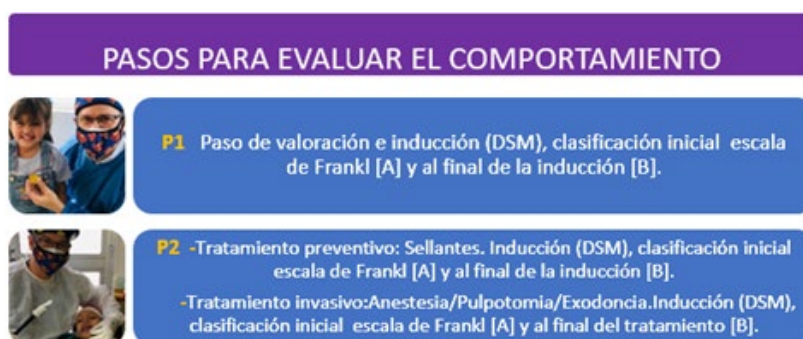 PASOS PARA EVALUAR EL COMPORTAMIENTO
P1 Paso de valoración e inducción (DSM), clasificación inicial escala
de Frankl [A] y al final de la inducción [B].
P2 -Tratamiento preventivo: Sellantes. Inducción (DSM), clasificación inicial
escala de Frankl [A] y al final de la inducción [B].
-Tratamiento invasivo:Anestesia/Pulpotomia/Exodoncia.Inducción (DSM),
clasificación inicial escala de Frankl [A] y al final del tratamiento [B].